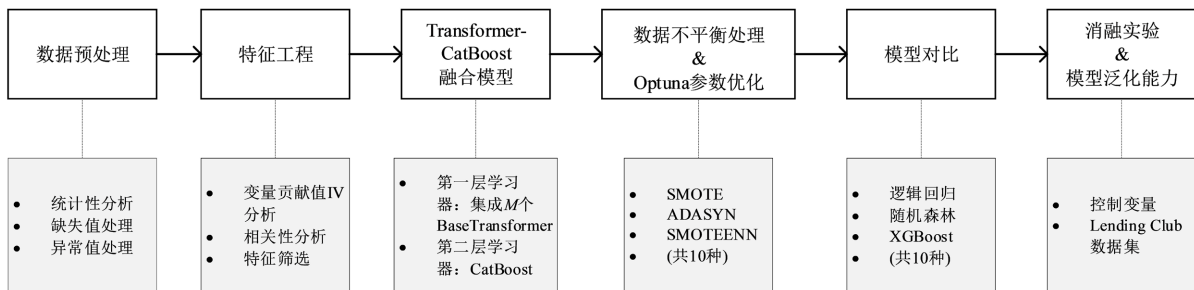 数据预处理
特征工程
Transformer-
CatBoost
融合模型
数据不平衡处理
&
Optuna参数优化
模型对比
消融实验
&
模型泛化能力
• 统计性分析
• 缺失值处理
• 异常值处理
• 变量贡献值IV
分析
• 相关性分析
• 特征筛选
• 第一层学习
器：集成M个
BaseTransformer
• 第二层学习
器：CatBoost
• SMOTE
• ADASYN
• SMOTEENN
• (共10种)
• 逻辑回归
• 随机森林
• XGBoost
• (共10种)
• 控制变量
• Lending Club
数据集